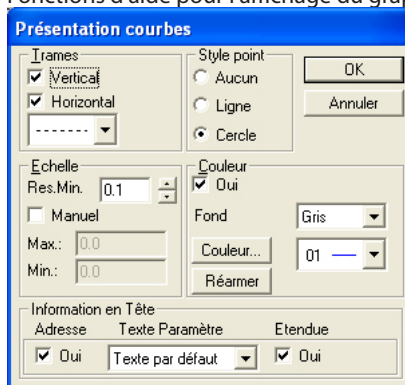 Fonctions d'aide pour l'affichage du grap
Présentation courbes
Trames
Vertical
Horizontal
Style point
Aucun
Ligne
Cercle
OK
Annuler
Echelle
Res.Min. 0.1
Manuel
Max.: 0.0
Min.: 0.0
Couleur
Oui
Fond Gris
Couleur... 01
Réarmer
Information en Tête
Adresse Texte Paramètre Etendue
Oui Texte par défaut Oui